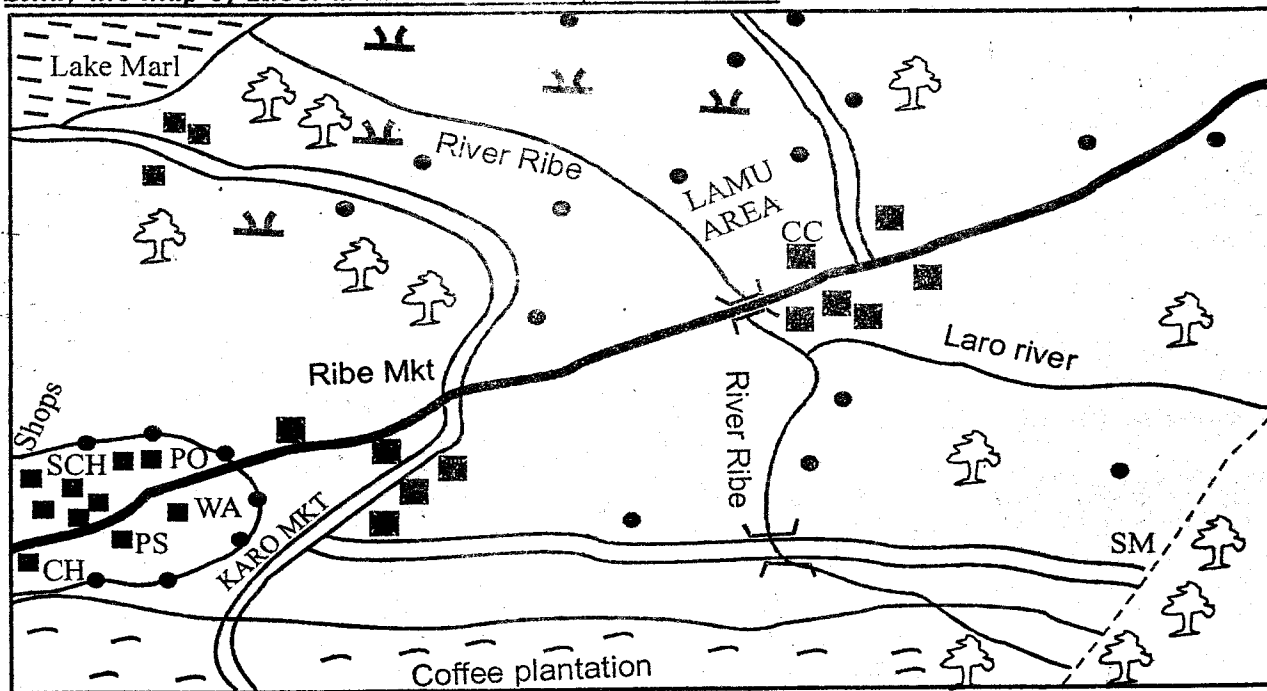 Lake Marl
River Ribe
LAMU
AREA
CC
Ribe Mkt
Laro river
Shops
SCH
PO
WA
PS
CH
KARO MKT
River Ribe
SM
Coffee plantation